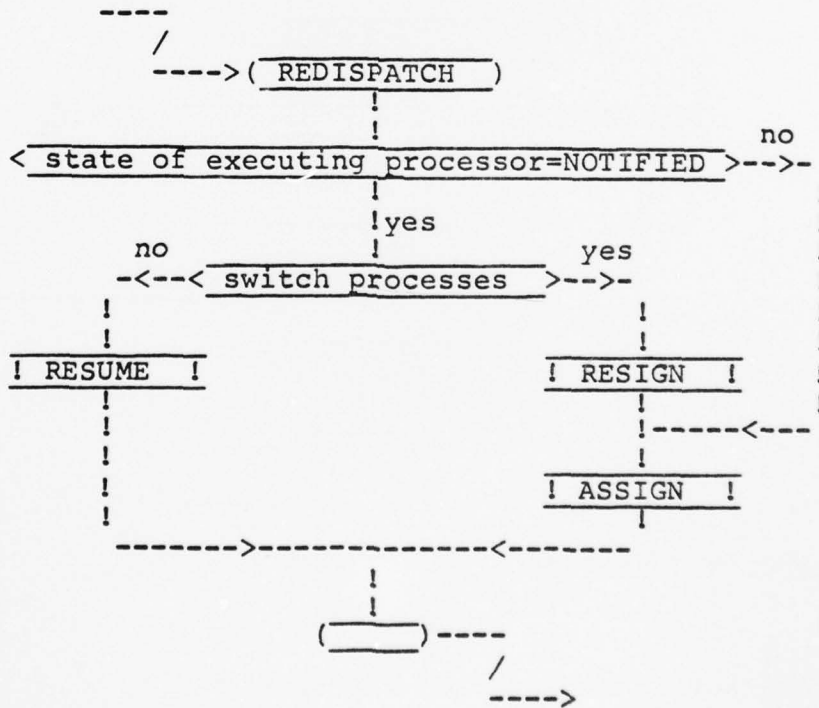 REDISPATCH
no
state of executing processor=NOTIFIED
yes
no yes
switch processes
RESUME RESIGN
ASSIGN